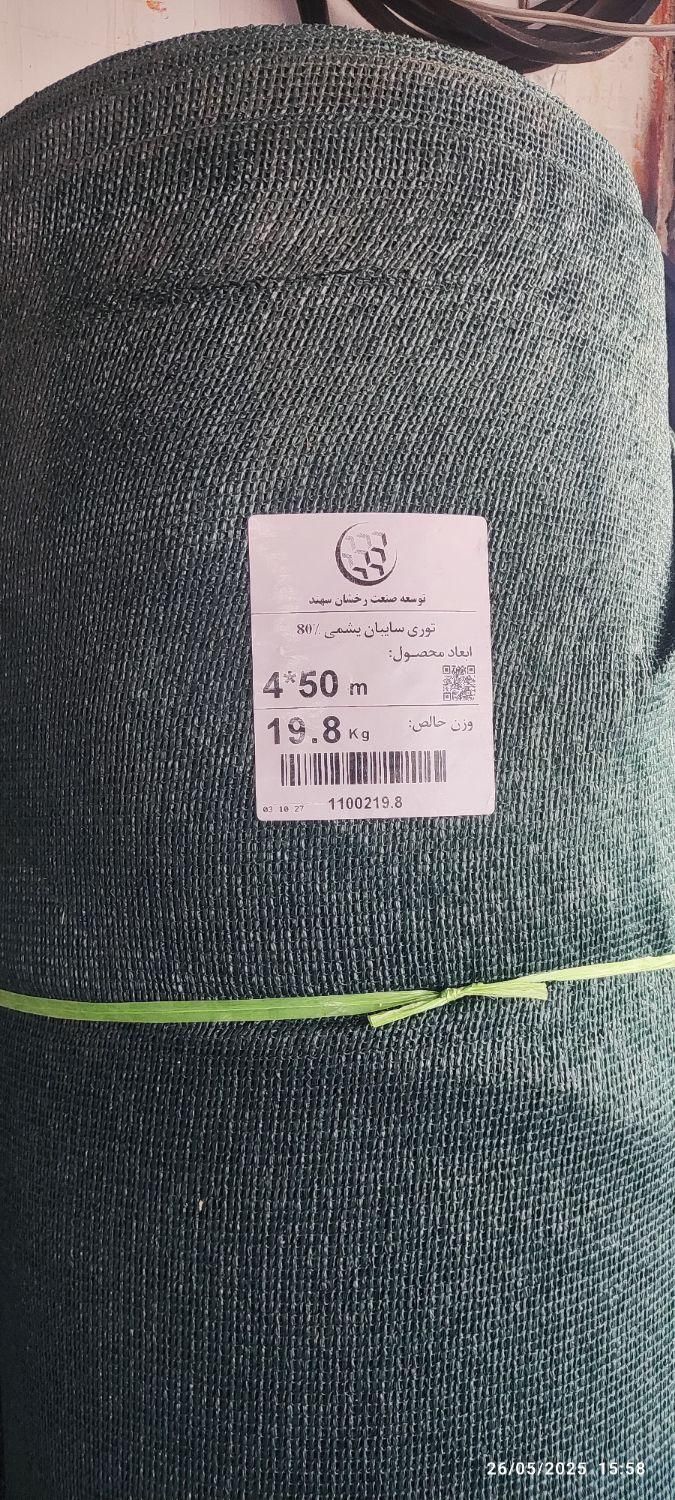 توسعه صنعت رخشان سهند
توری سایبان یشمی 80٪
ابعاد محصول:
4*50 m
وزن خالص:
19.8 Kg
03 10 27
1100219.8
26/05/2025 15:58